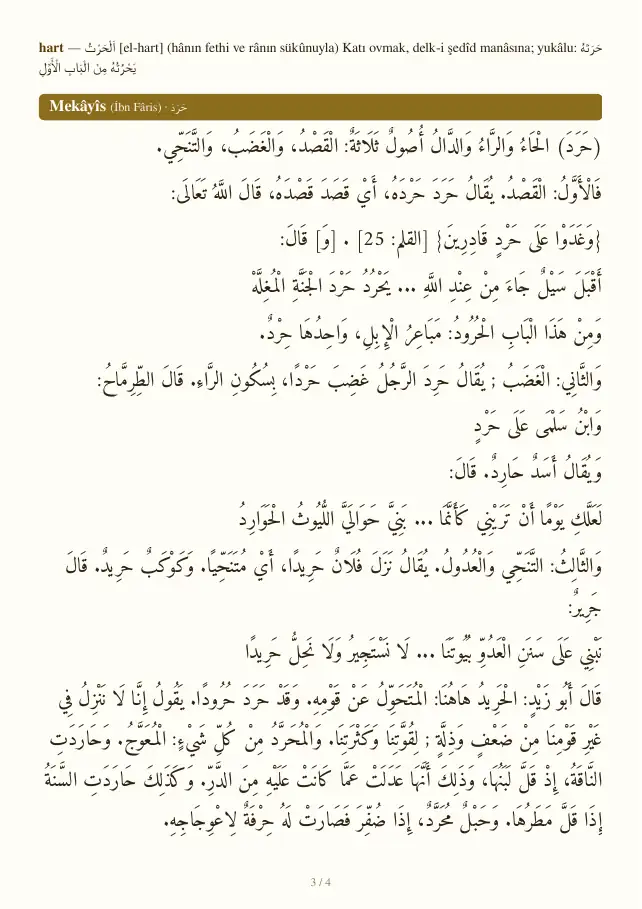 hart — اَلْحَرْتُ [el-hart] (hânın fethi ve rânın sükûnuyla) Katı ovmak, delk-i şedîd manâsına; yukâlu: حَرَتَهُ
يَحْرُتُهُ مِنَ الْبَابِ الْأَوَّلِ
Mekâyîs (İbn Fâris) · حَرَدَ
(حَرَدَ) الْحَاءُ وَالرَّاءُ وَالدَّالُ أُصُولٌ ثَلَاثَةٌ: الْقَصْدُ، وَالْغَضَبُ، وَالتَّنَحِّي.
فَالْأَوَّلُ: الْقَصْدُ. يُقَالُ حَرَدَ حَرْدَهُ، أَيْ قَصَدَ قَصْدَهُ، قَالَ اللَّهُ تَعَالَى:
{وَغَدَوْا عَلَى حَرْدٍ قَادِرِينَ} [القلم: 25] . [وَ] قَالَ:
أَقْبَلَ سَيْلٌ جَاءَ مِنْ عِنْدِ اللَّهِ ... يَحْرُدُ حَرْدَ الْجَنَّةِ الْمُغِلَّهْ
وَمِنْ هَذَا الْبَابِ الْحُرُودُ: مَبَاعِرُ الْإِبِلِ، وَاحِدُهَا حِرْدٌ.
وَالثَّانِي: الْغَضَبُ ; يُقَالُ حَرِدَ الرَّجُلُ غَضِبَ حَرْدًا، بِسُكُونِ الرَّاءِ. قَالَ الطِّرِمَّاحُ:
وَابْنُ سَلْمَى عَلَى حَرْدٍ
وَيُقَالُ أَسَدٌ حَارِدٌ. قَالَ:
لَعَلَّكِ يَوْمًا أَنْ تَرَيْنِي كَأَنَّمَا ... بَنِيَّ حَوَالَيَّ اللُّيُوثُ الْحَوَارِدُ
وَالثَّالِثُ: التَّنَحِّي وَالْعُدُولُ. يُقَالُ نَزَلَ فُلَانٌ حَرِيدًا، أَيْ مُتَنَحِّيًا. وَكَوْكَبٌ حَرِيدٌ. قَالَ
جَرِيرٌ:
نَبْنِي عَلَى سَنَنِ الْعَدُوِّ بُيُوتَنَا ... لَا نَسْتَجِيرُ وَلَا نَحِلُّ حَرِيدًا
قَالَ أَبُو زَيْدٍ: الْحَرِيدُ هَاهُنَا: الْمُتَحَوِّلُ عَنْ قَوْمِهِ. وَقَدْ حَرَدَ حُرُودًا. يَقُولُ إِنَّا لَا نَنْزِلُ فِي
غَيْرِ قَوْمِنَا مِنْ ضَعْفٍ وَذِلَّةٍ ; لِقُوَّتِنَا وَكَثْرَتِنَا. وَالْمُحَرَّدُ مِنْ كُلِّ شَيْءٍ: الْمُعَوَّجُ. وَحَارَدَتِ
النَّاقَةُ، إِذْ قَلَّ لَبَنُهَا، وَذَلِكَ أَنَّهَا عَدَلَتْ عَمَّا كَانَتْ عَلَيْهِ مِنَ الدَّرِّ. وَكَذَلِكَ حَارَدَتِ السَّنَةُ
إِذَا قَلَّ مَطَرُهَا. وَحَبْلٌ مُحَرَّدٌ، إِذَا ضُفِّرَ فَصَارَتْ لَهُ حِرْفَةٌ لِاعْوِجَاجِهِ.
3 / 4